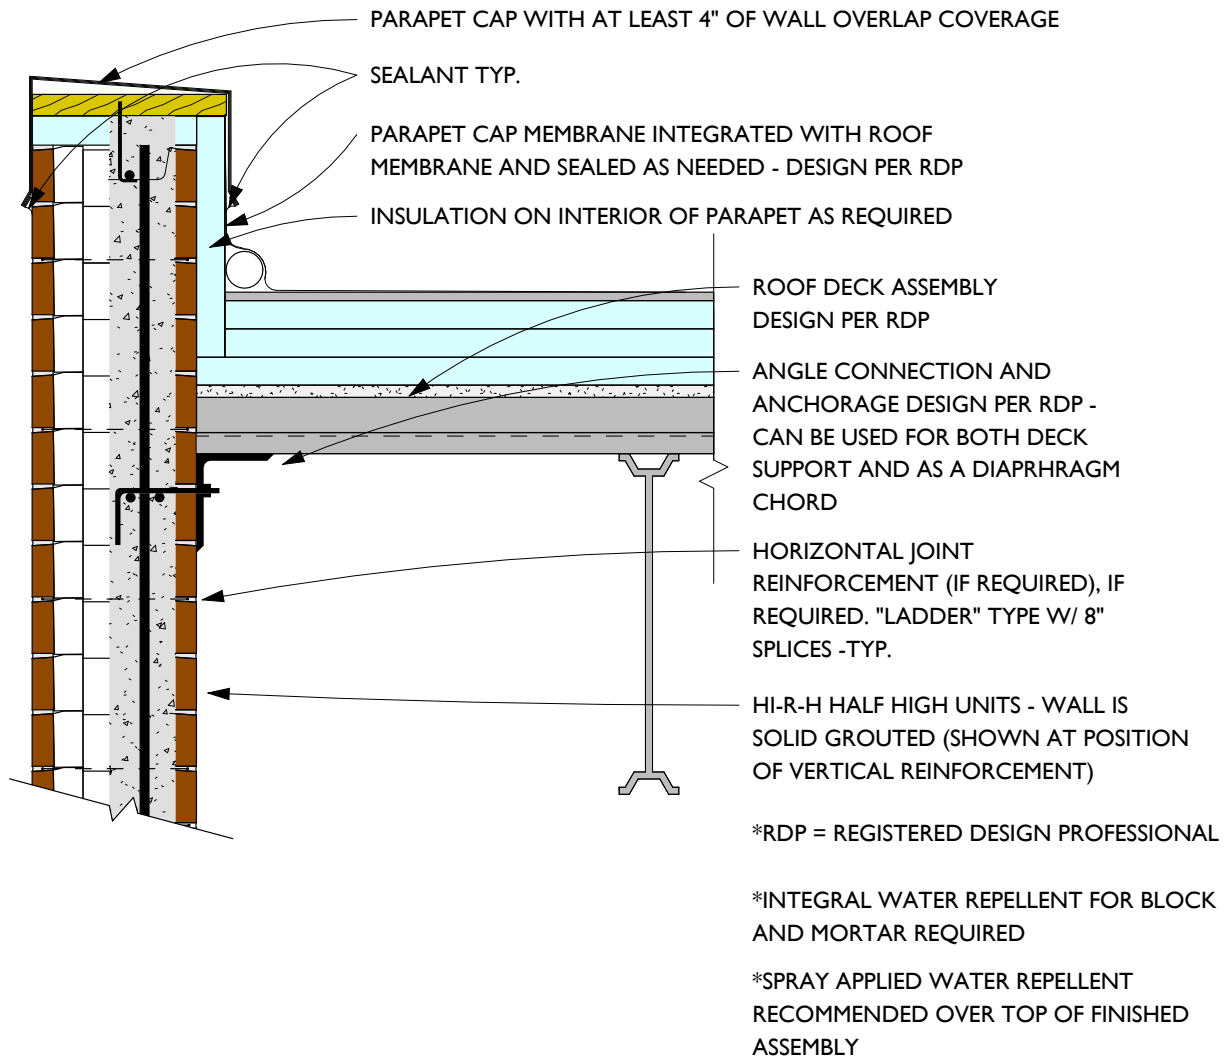 PARAPET CAP WITH AT LEAST 4" OF WALL OVERLAP COVERAGE
SEALANT TYP.
PARAPET CAP MEMBRANE INTEGRATED WITH ROOF
MEMBRANE AND SEALED AS NEEDED - DESIGN PER RDP
INSULATION ON INTERIOR OF PARAPET AS REQUIRED
ROOF DECK ASSEMBLY
DESIGN PER RDP
ANGLE CONNECTION AND
ANCHORAGE DESIGN PER RDP -
CAN BE USED FOR BOTH DECK
SUPPORT AND AS A DIAPRHRAGM
CHORD
HORIZONTAL JOINT
REINFORCEMENT (IF REQUIRED), IF
REQUIRED. "LADDER" TYPE W/ 8"
SPLICES -TYP.
HI-R-H HALF HIGH UNITS - WALL IS
SOLID GROUTED (SHOWN AT POSITION
OF VERTICAL REINFORCEMENT)
*RDP = REGISTERED DESIGN PROFESSIONAL
*INTEGRAL WATER REPELLENT FOR BLOCK
AND MORTAR REQUIRED
*SPRAY APPLIED WATER REPELLENT
RECOMMENDED OVER TOP OF FINISHED
ASSEMBLY